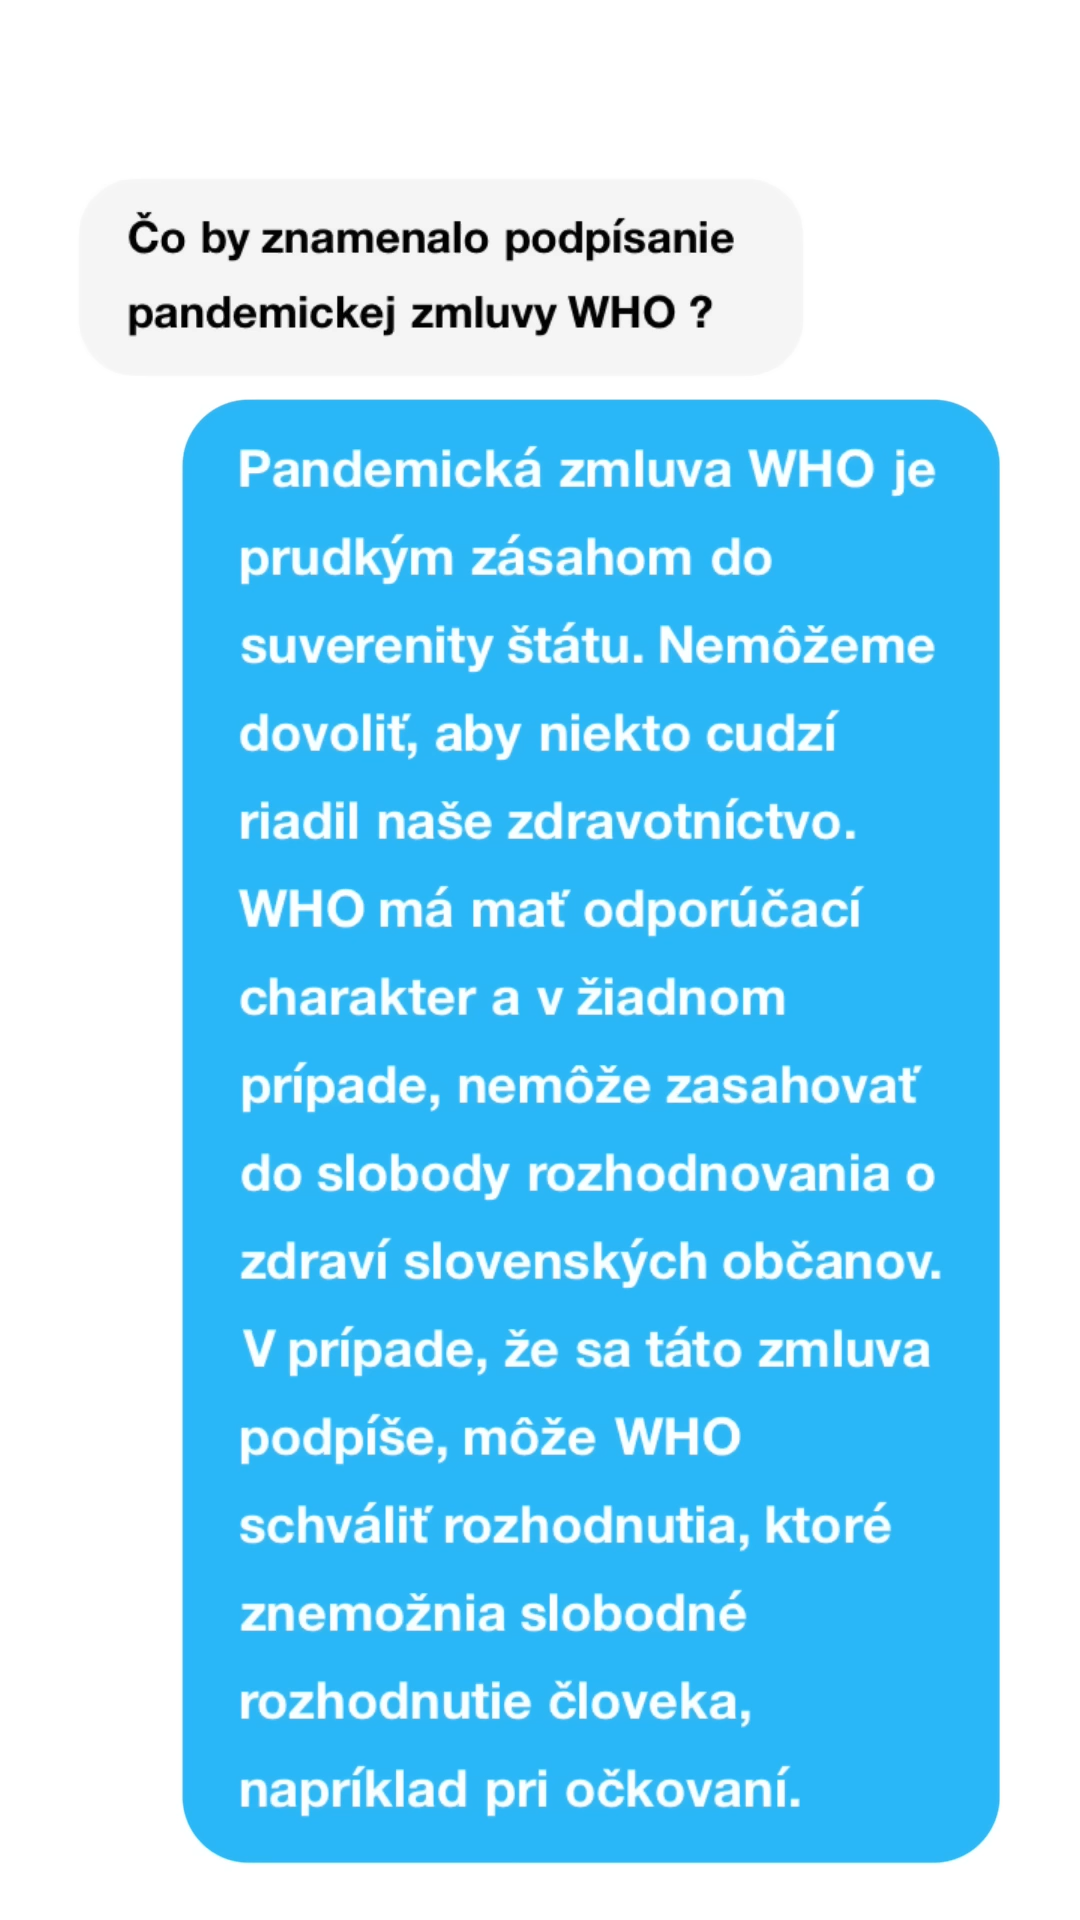 Čo by znamenalo podpísanie
pandemickej zmluvy WHO ?
Pandemická zmluva WHO je
prudkým zásahom do
suverenity štátu. Nemôžeme
dovoliť, aby niekto cudzí
riadil naše zdravotníctvo.
WHO má mať odporúčací
charakter a v žiadnom
prípade, nemôže zasahovať
do slobody rozhodnovania o
zdraví slovenských občanov.
V prípade, že sa táto zmluva
podpíše, môže WHO
schváliť rozhodnutia, ktoré
znemožnia slobodné
rozhodnutie človeka,
napríklad pri očkovaní.